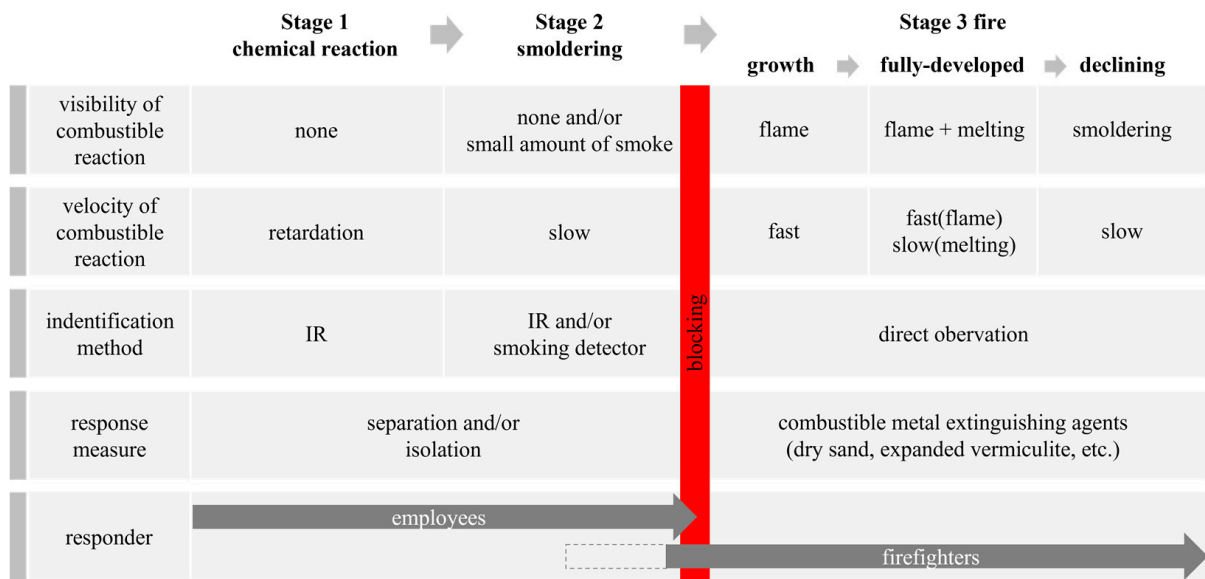 Stage 1
chemical reaction
Stage 2
smoldering
Stage 3 fire
growth
fully-developed
declining
visibility of
combustible
reaction
none
none and/or
small amount of smoke
flame
flame + melting
smoldering
velocity of
combustible
reaction
retardation
slow
fast
fast(flame)
slow(melting)
slow
indentification
method
IR
IR and/or
smoking detector
direct obervation
blocking
response
measure
separation and/or
isolation
combustible metal extinguishing agents
(dry sand, expanded vermiculite, etc.)
responder
employees
firefighters